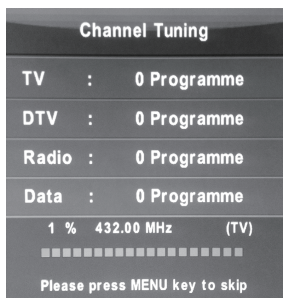 Channel Tuning
TV : 0 Programme
DTV : 0 Programme
Radio : 0 Programme
Data : 0 Programme
1 % 432.00 MHz (TV)
Please press MENU key to skip